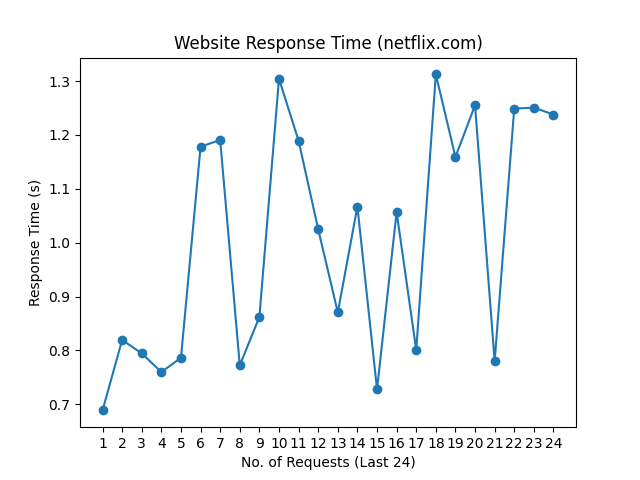 Website Response Time (netflix.com)
Response Time (s)
1.3
1.2
1.1
1.0
0.9
0.8
0.7
1 2 3 4 5 6 7 8 9 10 11 12 13 14 15 16 17 18 19 20 21 22 23 24
No. of Requests (Last 24)